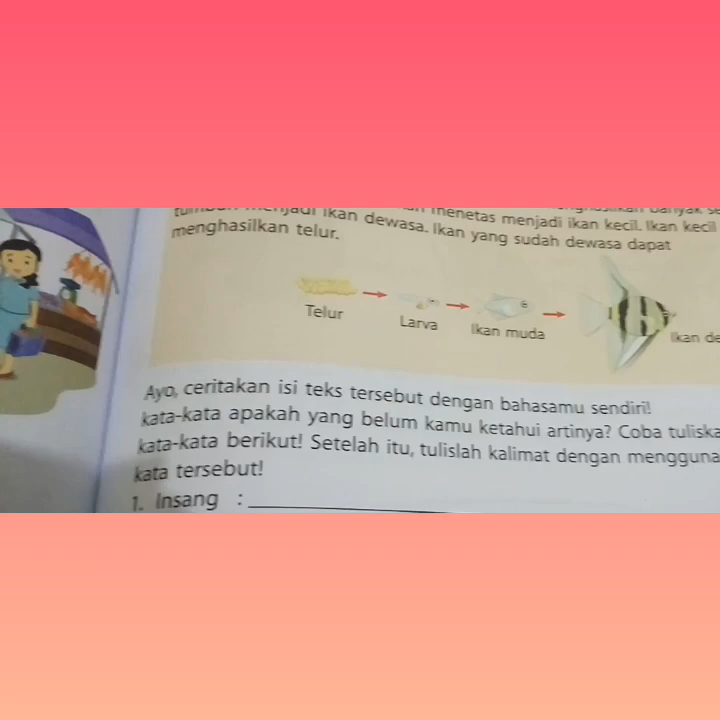 menjadi ikan dewasa. Ikan yang sudah dewasa dapat
menetas menjadi ikan kecil. Ikan kecil
menghasilkan telur.
Telur
Larva
Ikan muda
Ikan
Ayo, ceritakan isi teks tersebut dengan bahasamu sendiri!
kata-kata apakah yang belum kamu ketahui artinya? Coba
kata-kata berikut! Setelah itu, tulislah kalimat dengan
kata tersebut!
1. Insang :